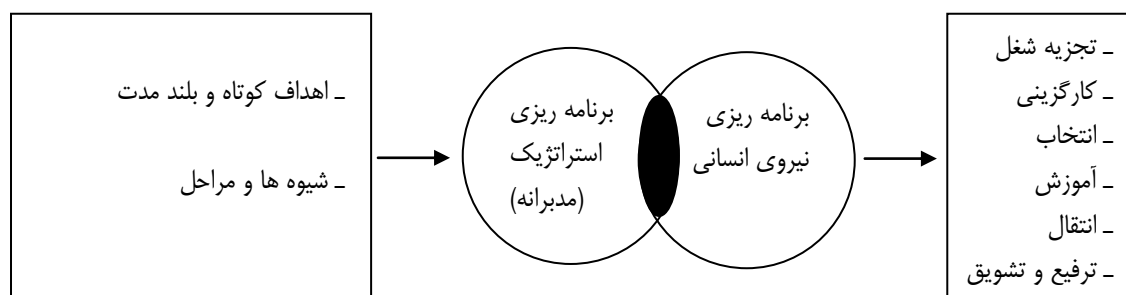 ـ اهداف کوتاه و بلند مدت
ـ شیوه ها و مراحل
برنامه ریزی
استراتژیک
(مدبرانه)
برنامه ریزی
نیروی انسانی
ـ تجزیه شغل
ـ کارگزینی
ـ انتخاب
ـ آموزش
ـ انتقال
ـ ترفیع و تشویق